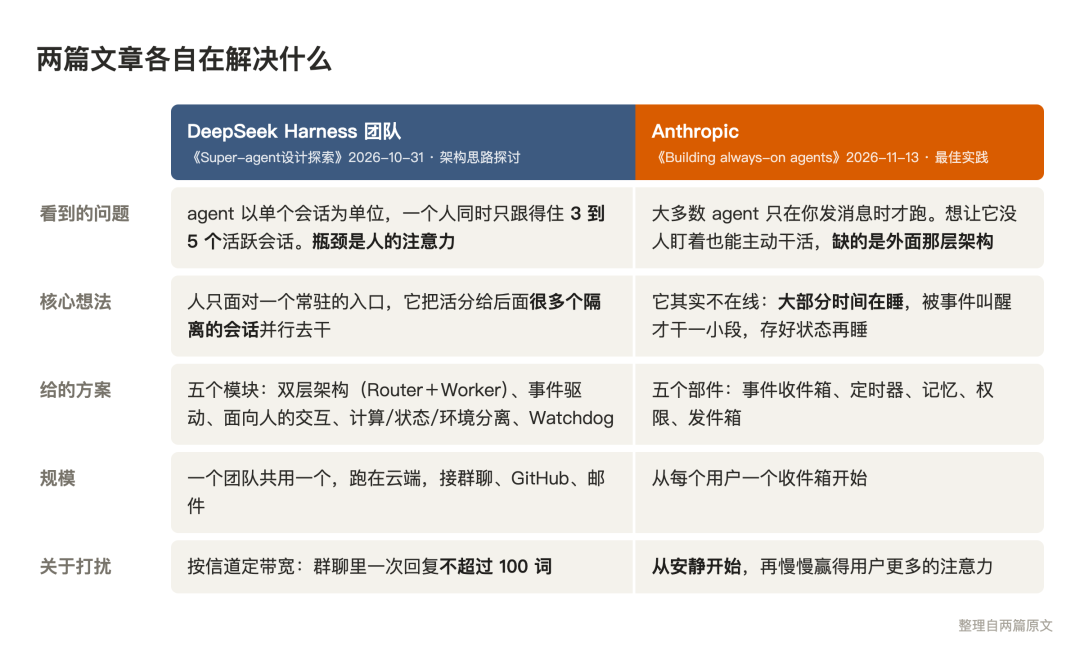 两篇文章各自在解决什么
DeepSeek Harness 团队
《Super-agent设计探索》2026-10-31 · 架构思路探讨
Anthropic
《Building always-on agents》2026-11-13 · 最佳实践
看到的问题
agent 以单个会话为单位，一个人同时只跟得住 3 到
5 个活跃会话。瓶颈是人的注意力
大多数 agent 只在你发消息时才跑。想让它没
人盯着也能主动干活，缺的是外面那层架构
核心想法
人只面对一个常驻的入口，它把活分给后面很多个隔
离的会话并行去干
它其实不在线：大部分时间在睡，被事件叫醒
才干一小段，存好状态再睡
给的方案
五个模块：双层架构（Router+Worker）、事件驱
动、面向人的交互、计算/状态/环境分离、Watchdog
五个部件：事件收件箱、定时器、记忆、权
限、发件箱
规模
一个团队共用一个，跑在云端，接群聊、GitHub、邮
件
从每个用户一个收件箱开始
关于打扰
按信道定带宽：群聊里一次回复不超过 100 词
从安静开始，再慢慢赢得用户更多的注意力
整理自两篇原文